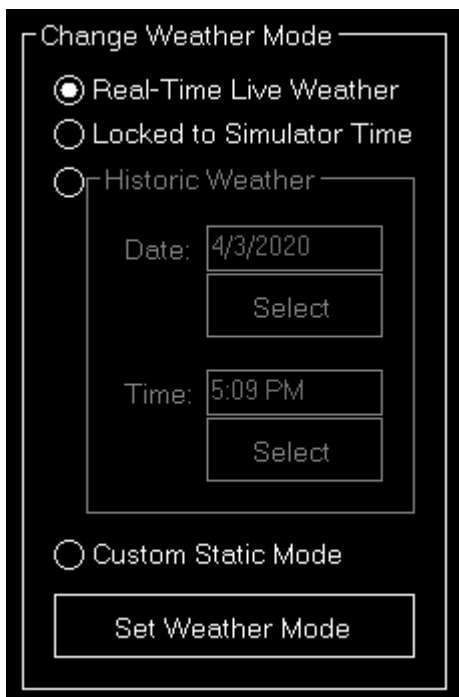 Change Weather Mode
Real-Time Live Weather
Locked to Simulator Time
Historic Weather
Date: 4/3/2020
Select
Time: 5:09 PM
Select
Custom Static Mode
Set Weather Mode